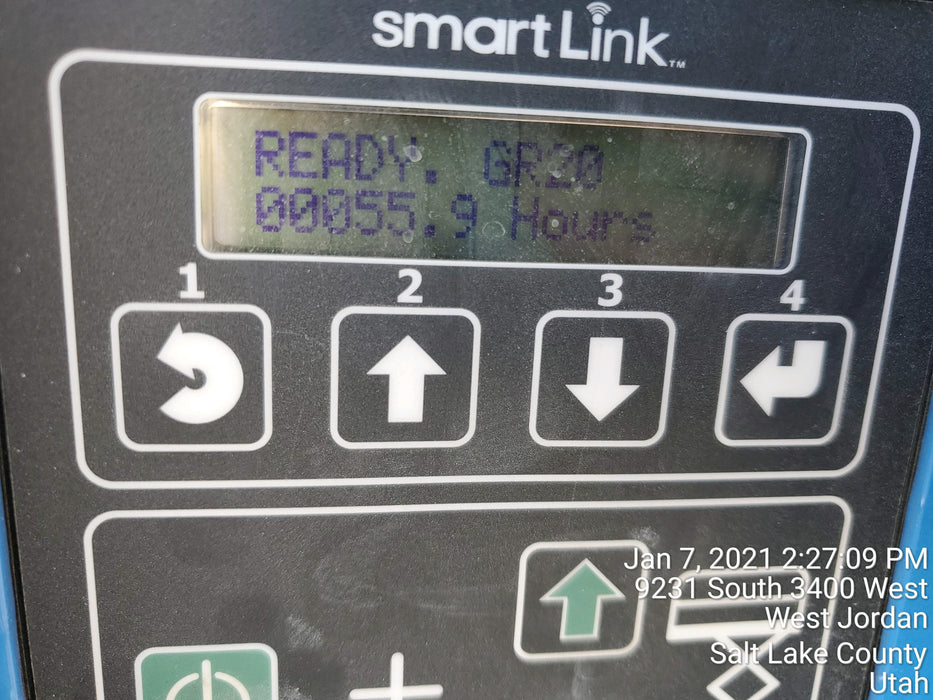 smartLink™
READY. GR20
00055.9 Hours
1 2 3 4
Jan 7, 2021 2:27:09 PM
9231 South 3400 West
West Jordan
Salt Lake County
Utah